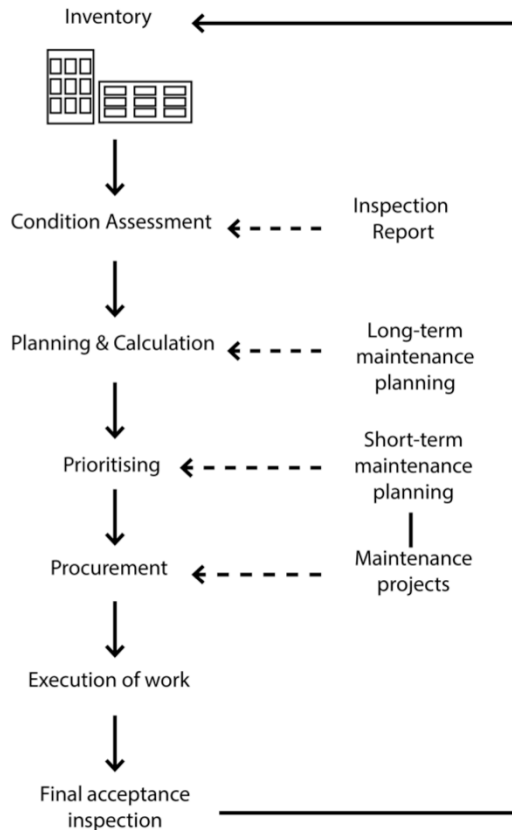 Inventory
Condition Assessment
Inspection
Report
Planning & Calculation
Long-term
maintenance
planning
Prioritising
Short-term
maintenance
planning
Procurement
Maintenance
projects
Execution of work
Final acceptance
inspection